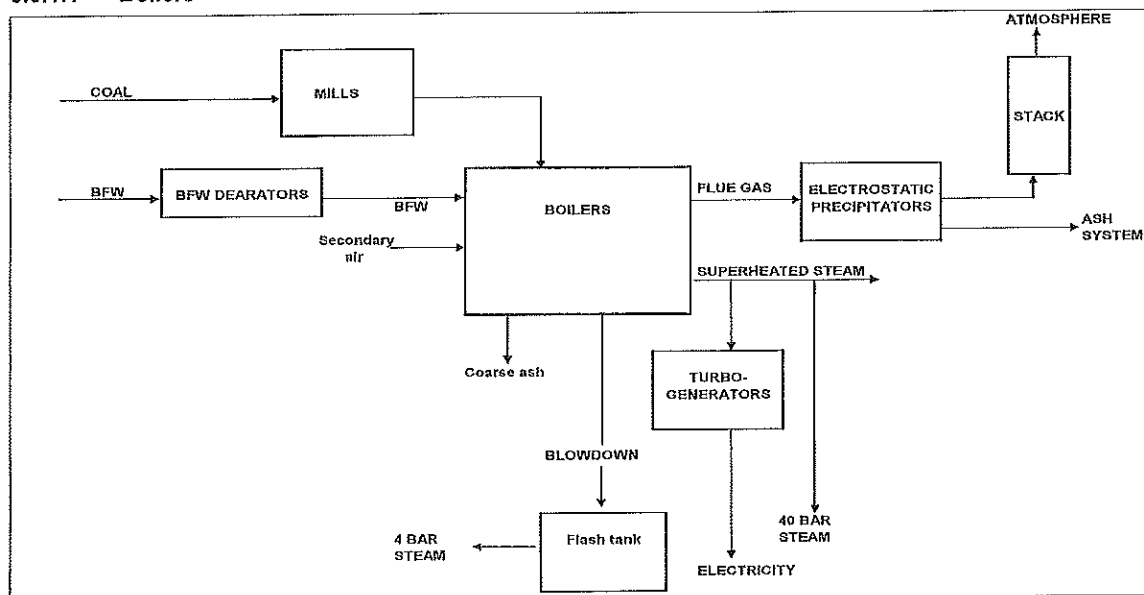 ATMOSPHERE
COAL
MILLS
STACK
BFW
BFW DEARATORS
BFW
BOILERS
FLUE GAS
ELECTROSTATIC
PRECIPITATORS
ASH
SYSTEM
Secondary
air
SUPERHEATED STEAM
Coarse ash
TURBO-
GENERATORS
BLOWDOWN
4 BAR
STEAM
Flash tank
40 BAR
STEAM
ELECTRICITY